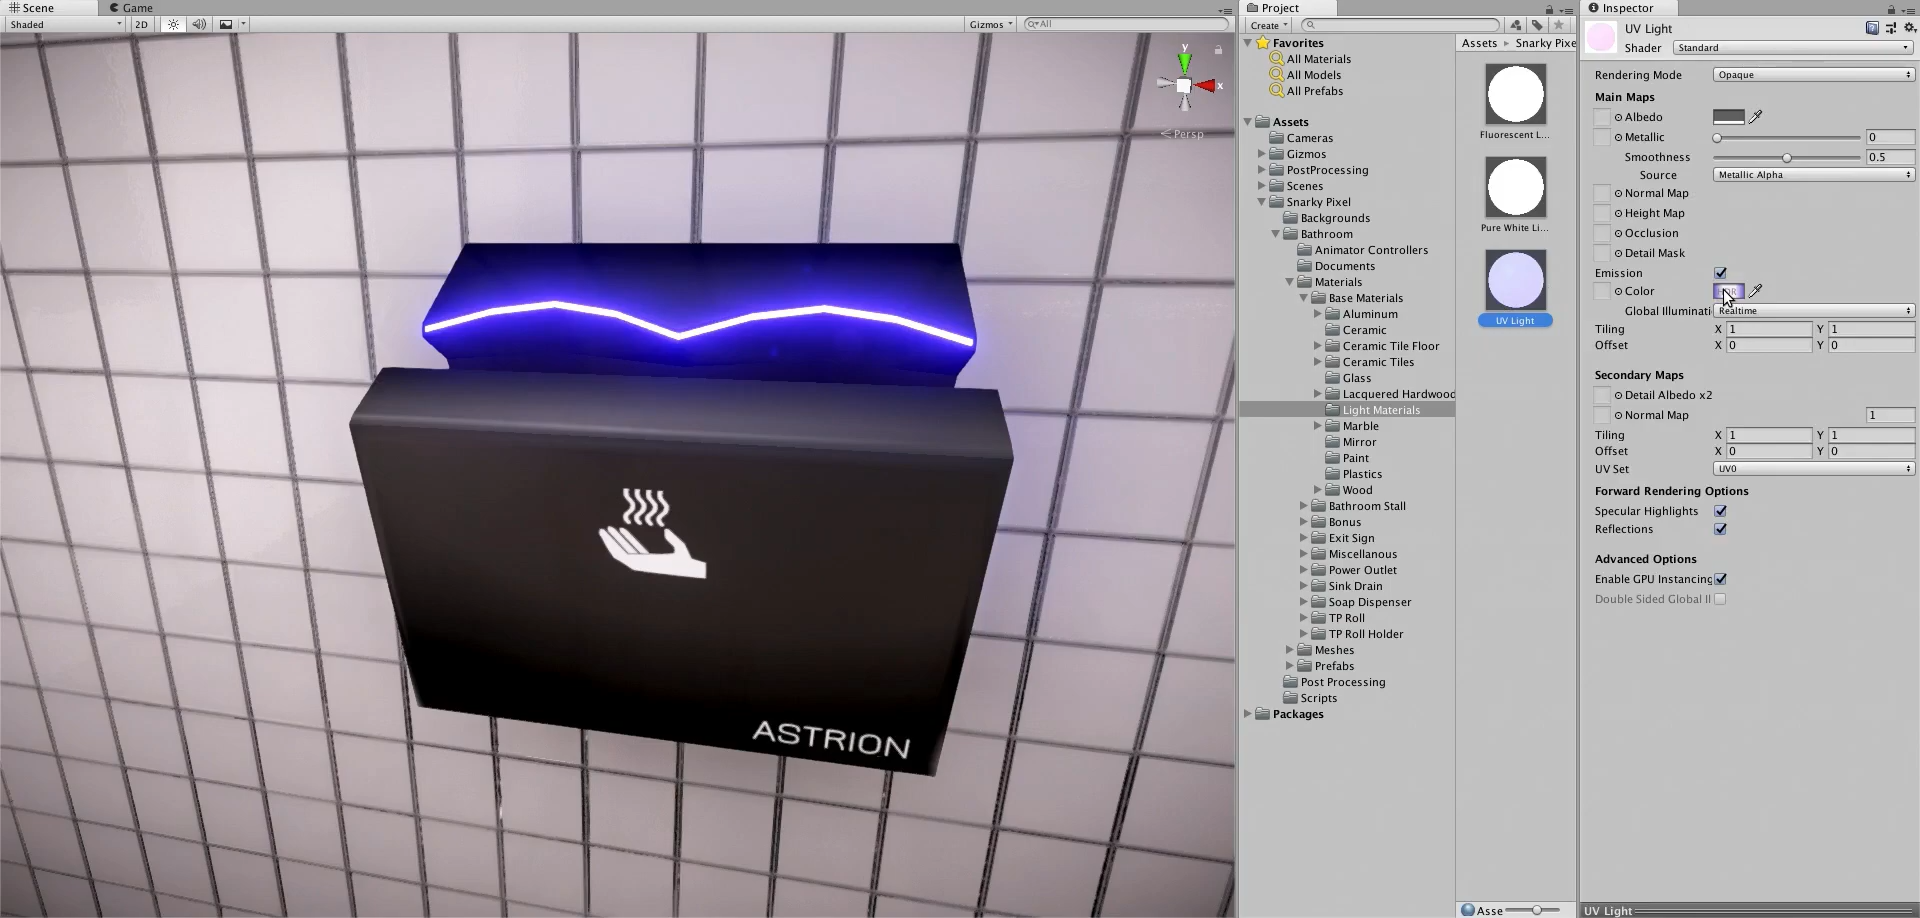 Scene
Game
Shaded
2D
Gizmos
All
y
x
Persp
ASTRION
Project
Create
Favorites
All Materials
All Models
All Prefabs
Assets
Cameras
Gizmos
PostProcessing
Scenes
Snarky Pixel
Backgrounds
Bathroom
Animator Controllers
Documents
Materials
Base Materials
Aluminum
Ceramic
Ceramic Tile Floor
Ceramic Tiles
Glass
Lacquered Hardwood
Light Materials
Marble
Mirror
Paint
Plastics
Wood
Bathroom Stall
Bonus
Exit Sign
Miscellanous
Power Outlet
Sink Drain
Soap Dispenser
TP Roll
TP Roll Holder
Meshes
Prefabs
Post Processing
Scripts
Packages
Assets ▸ Snarky Pixe
Fluorescent L...
Pure White Li...
UV Light
Asse
Inspector
UV Light
Shader Standard
Rendering Mode Opaque
Main Maps
Albedo
Metallic 0
Smoothness 0.5
Source Metallic Alpha
Normal Map
Height Map
Occlusion
Detail Mask
Emission
Color
Global Illuminati Realtime
Tiling X 1 Y 1
Offset X 0 Y 0
Secondary Maps
Detail Albedo x2
Normal Map 1
Tiling X 1 Y 1
Offset X 0 Y 0
UV Set UV0
Forward Rendering Options
Specular Highlights
Reflections
Advanced Options
Enable GPU Instancing
Double Sided Global Il
UV Light